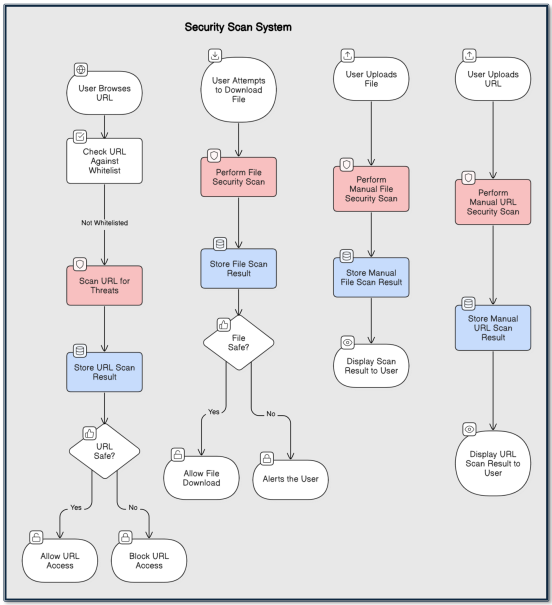 Security Scan System
User Browses
URL
Check URL
Against
Whitelist
Not Whitelisted
Scan URL for
Threats
Store URL Scan
Result
URL
Safe?
Yes
No
Allow URL
Access
Block URL
Access
User Attempts
to Download
File
Perform File
Security Scan
Store File Scan
Result
File
Safe?
Yes
No
Allow File
Download
Alerts the User
User Uploads
File
Perform
Manual File
Security Scan
Store Manual
File Scan Result
Display Scan
Result to User
User Uploads
URL
Perform
Manual URL
Security Scan
Store Manual
URL Scan
Result
Display URL
Scan Result to
User